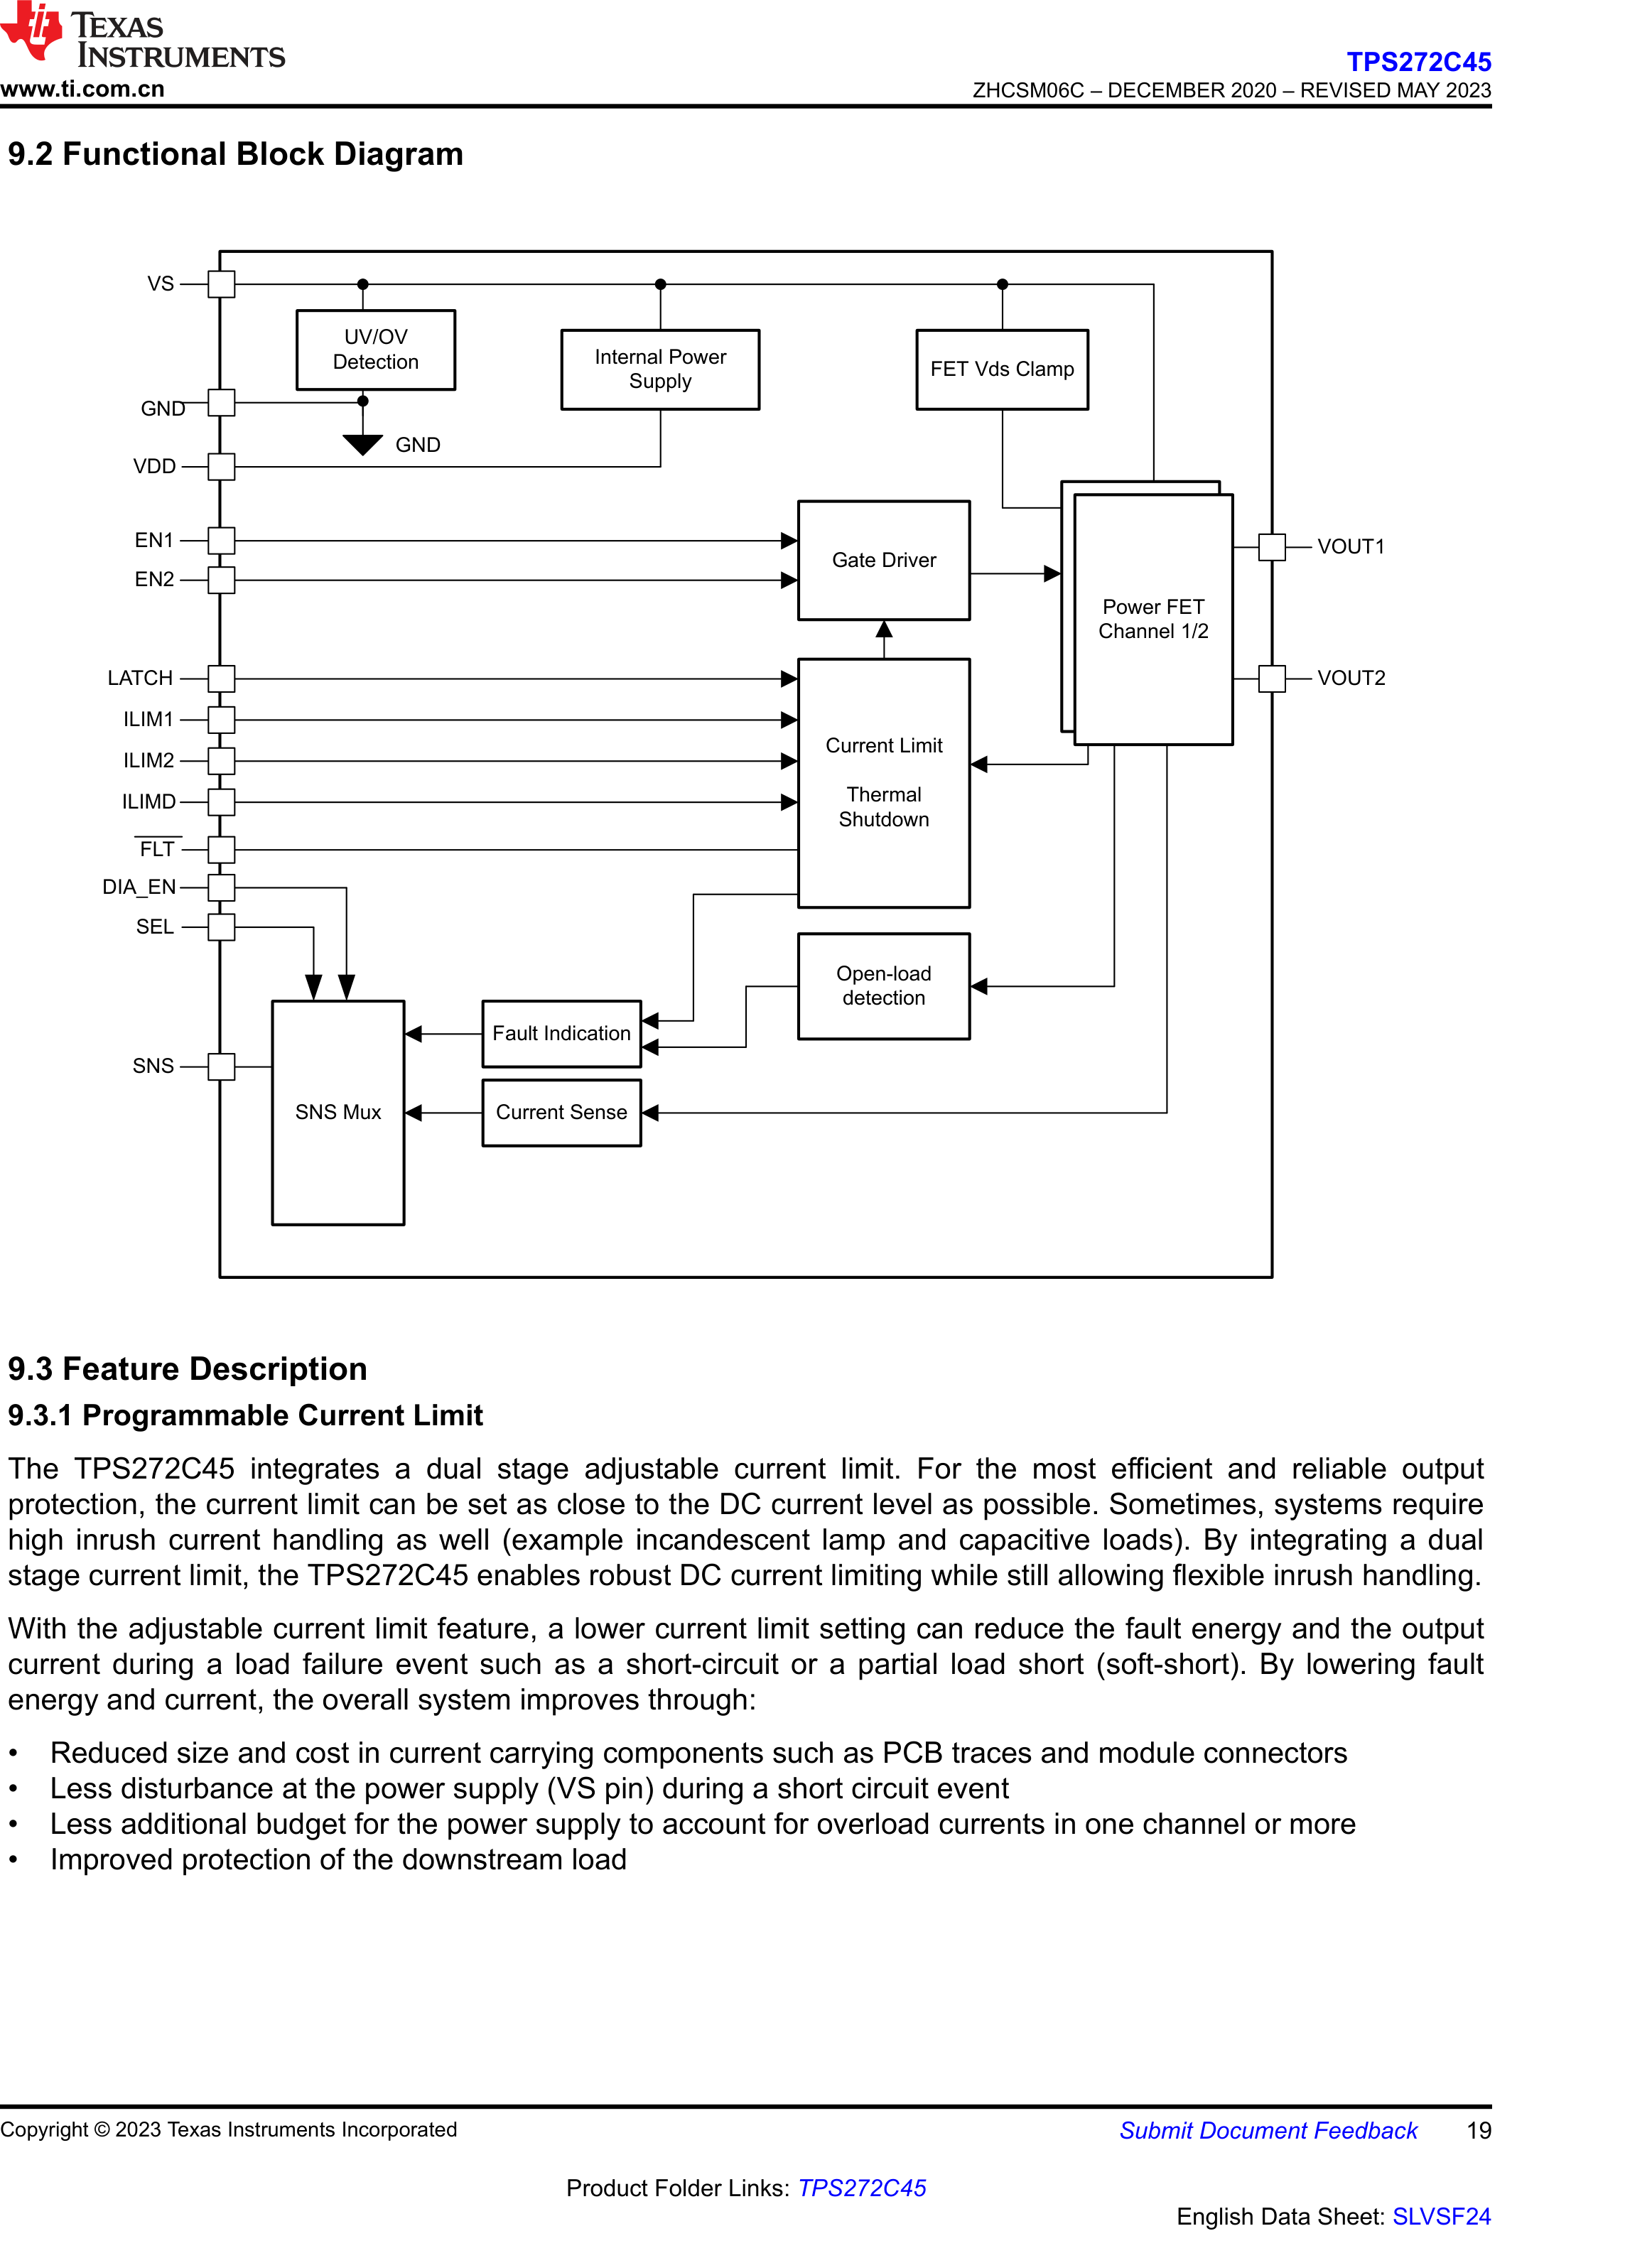 TEXAS
INSTRUMENTS
www.ti.com.cn
TPS272C45
ZHCSM06C – DECEMBER 2020 – REVISED MAY 2023
9.2 Functional Block Diagram
VS
UV/OV
Detection
Internal Power
Supply
FET Vds Clamp
GND
GND
VDD
EN1
EN2
Gate Driver
Power FET
Channel 1/2
VOUT1
VOUT2
LATCH
ILIM1
ILIM2
ILIMD
FLT
DIA_EN
SEL
Current Limit
Thermal
Shutdown
Open-load
detection
Fault Indication
SNS
SNS Mux
Current Sense
9.3 Feature Description
9.3.1 Programmable Current Limit
The TPS272C45 integrates a dual stage adjustable current limit. For the most efficient and reliable output
protection, the current limit can be set as close to the DC current level as possible. Sometimes, systems require
high inrush current handling as well (example incandescent lamp and capacitive loads). By integrating a dual
stage current limit, the TPS272C45 enables robust DC current limiting while still allowing flexible inrush handling.
With the adjustable current limit feature, a lower current limit setting can reduce the fault energy and the output
current during a load failure event such as a short-circuit or a partial load short (soft-short). By lowering fault
energy and current, the overall system improves through:
• Reduced size and cost in current carrying components such as PCB traces and module connectors
• Less disturbance at the power supply (VS pin) during a short circuit event
• Less additional budget for the power supply to account for overload currents in one channel or more
• Improved protection of the downstream load
Copyright © 2023 Texas Instruments Incorporated
Submit Document Feedback 19
Product Folder Links: TPS272C45
English Data Sheet: SLVSF24